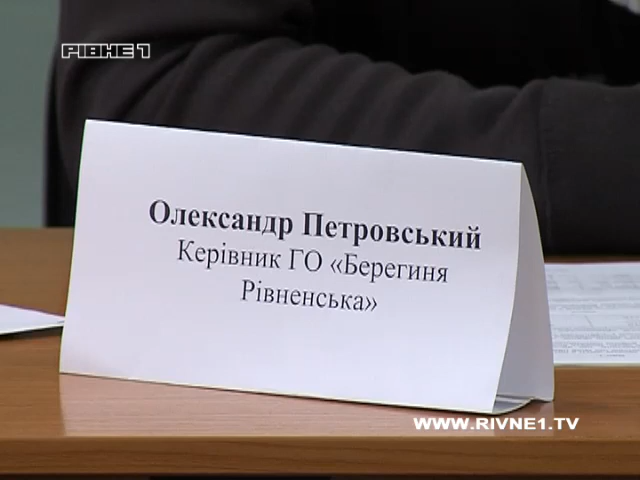 РІВНЕ 1
Олександр Петровський
Керівник ГО «Берегиня
Рівненська»
WWW.RIVNE1.TV